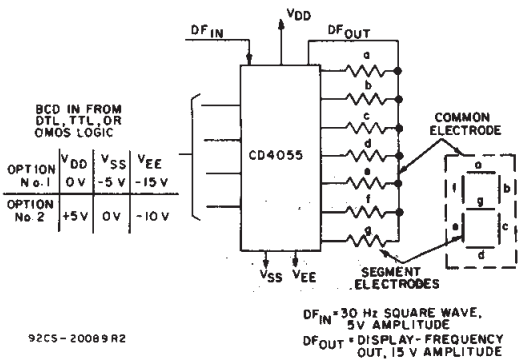 VDD
DFIN
DFOUT
a
b
c
d
e
f
g
CD4055
BCD IN FROM
DTL, TTL, OR
CMOS LOGIC
VDD VSS VEE
OPTION
No.1 0V -5V -15V
OPTION
No.2 +5V 0V -10V
VSS VEE
COMMON
ELECTRODE
a
f b
g
e c
d
SEGMENT
ELECTRODES
DFIN = 30 Hz SQUARE WAVE,
5V AMPLITUDE
DFOUT = DISPLAY-FREQUENCY
OUT, 15 V AMPLITUDE
92CS-20089R2